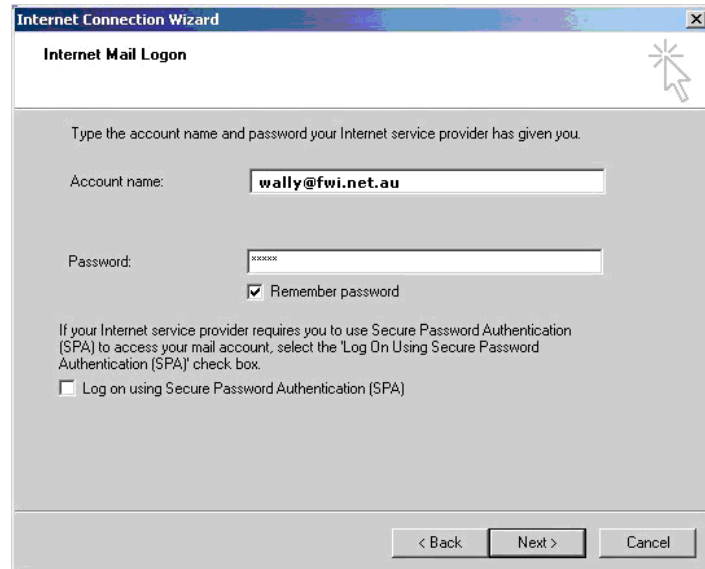 Internet Connection Wizard
Internet Mail Logon
Type the account name and password your Internet service provider has given you.
Account name:
wally@fwi.net.au
Password:
×××××
Remember password
If your Internet service provider requires you to use Secure Password Authentication
(SPA) to access your mail account, select the 'Log On Using Secure Password
Authentication (SPA)' check box.
Log on using Secure Password Authentication (SPA)
< Back
Next >
Cancel